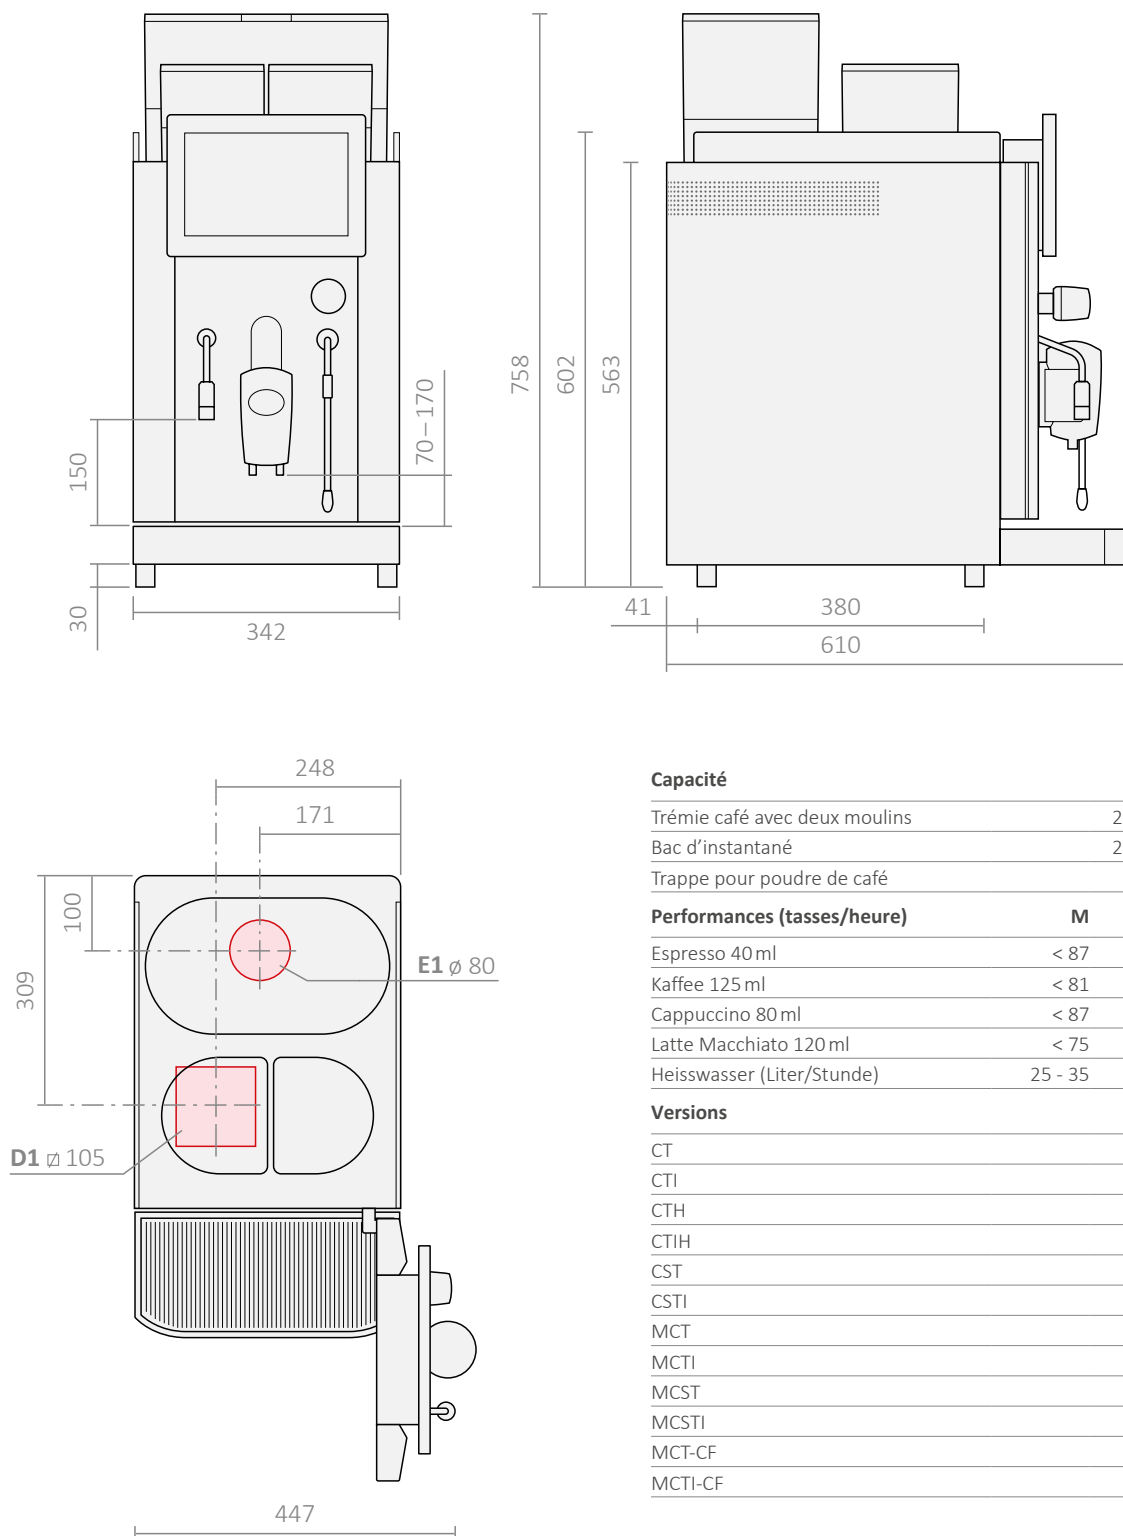 758
602
563
150
70–170
30
342
41
380
610
248
171
100
309
E1 ⌀ 80
D1 105
447
Capacité
Trémie café avec deux moulins 2
Bac d’instantané 2
Trappe pour poudre de café
Performances (tasses/heure) M
Espresso 40 ml < 87
Kaffee 125 ml < 81
Cappuccino 80 ml < 87
Latte Macchiato 120 ml < 75
Heisswasser (Liter/Stunde) 25 - 35
Versions
CT
CTI
CTH
CTIH
CST
CSTI
MCT
MCTI
MCST
MCSTI
MCT-CF
MCTI-CF